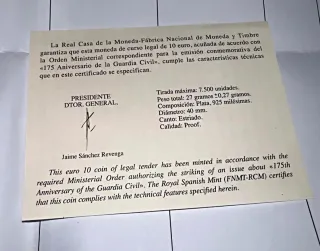 La Real Casa de la Moneda-Fábrica Nacional de Moneda y Timbre
garantiza que esta moneda de curso legal de 10 euro, acuñada de acuerdo con
la Orden Ministerial correspondiente para la emisión conmemorativa del
«175 Aniversario de la Guardia Civil», cumple las características técnicas
que en este certificado se especifican.
PRESIDENTE
DTOR. GENERAL,
Jaime Sánchez Revenga
Tirada máxima: 7.500 unidades.
Peso total: 27 gramos ±0,27 gramos.
Composición: Plata, 925 milésimas.
Diámetro: 40 mm.
Canto: Estriado.
Calidad: Proof.
This euro 10 coin of legal tender has been minted in accordance with the
required Ministerial Order authorizing the striking of an issue about «175th
Anniversary of the Guardia Civil». The Royal Spanish Mint (FNMT-RCM) certifies
that this coin complies with the technical features specified herein.